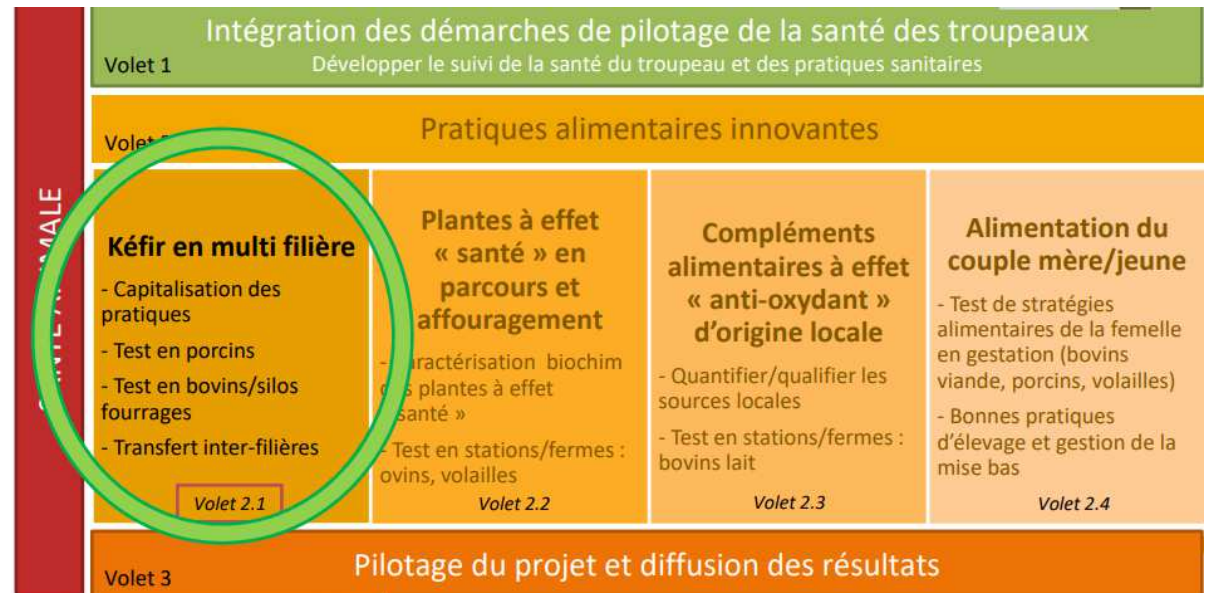 Intégration des démarches de pilotage de la santé des troupeaux
Volet 1
Développer le suivi de la santé du troupeau et des pratiques sanitaires
Pratiques alimentaires innovantes
Kéfir en multi filière
- Capitalisation des
pratiques
- Test en porcins
- Test en bovins/silos
fourrages
- Transfert inter-filières
Volet 2.1
Plantes à effet
« santé » en
parcours et
affouragement
biochim
plantes à effet
santé »
- Test en stations/fermes :
ovins, volailles
Volet 2.2
Compléments
alimentaires à effet
« anti-oxydant »
d’origine locale
- Quantifier/qualifier les
sources locales
- Test en stations/fermes :
bovins lait
Volet 2.3
Alimentation du
couple mère/jeune
- Test de stratégies
alimentaires de la femelle
en gestation (bovins
viande, porcins, volailles)
- Bonnes pratiques
d’élevage et gestion de la
mise bas
Volet 2.4
Volet 3
Pilotage du projet et diffusion des résultats